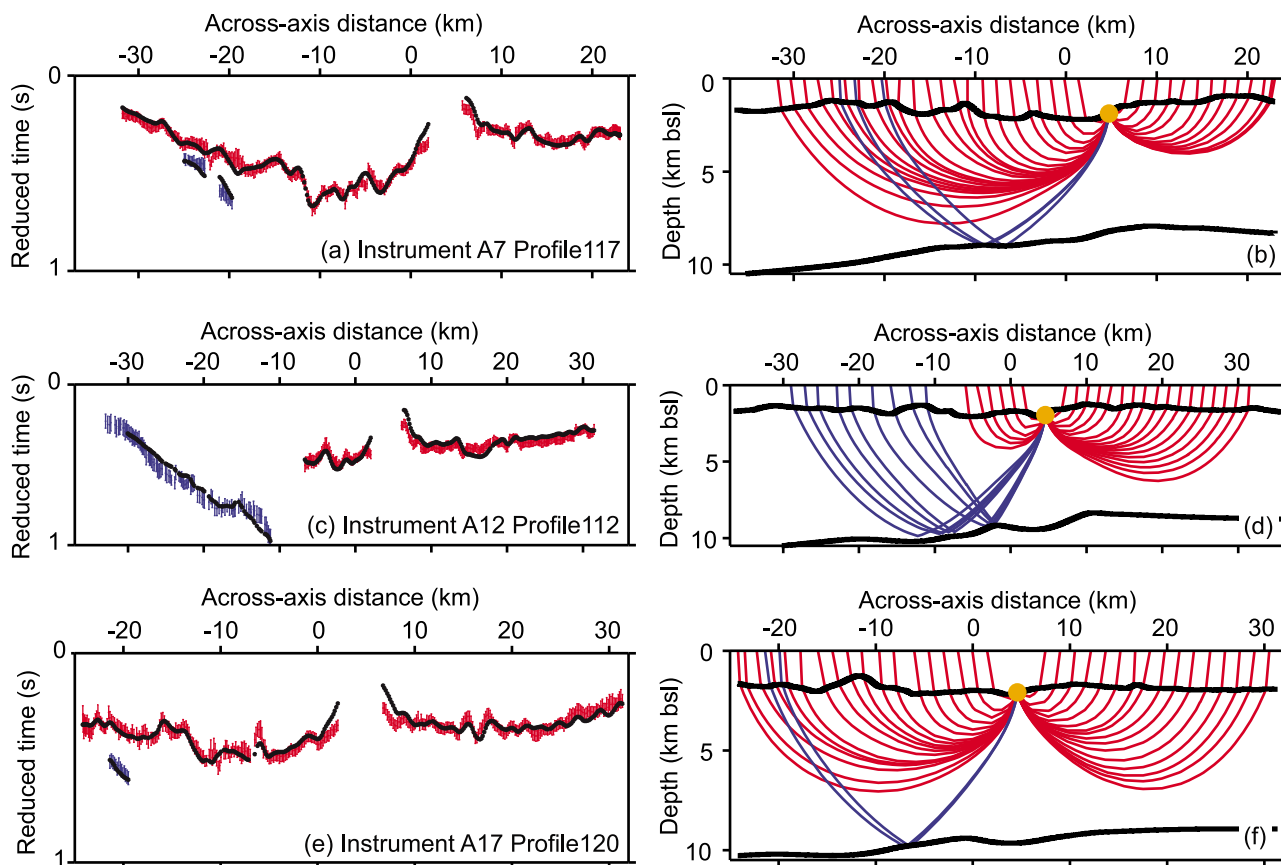 Across-axis distance (km)
-30 -20 -10 0 10 20
0
Reduced time (s)
1
(a) Instrument A7 Profile117
Across-axis distance (km)
-30 -20 -10 0 10 20
0
Depth (km bsl)
5
10
(b)
Across-axis distance (km)
-30 -20 -10 0 10 20 30
0
Reduced time (s)
1
(c) Instrument A12 Profile112
Across-axis distance (km)
-30 -20 -10 0 10 20 30
0
Depth (km bsl)
5
10
(d)
Across-axis distance (km)
-20 -10 0 10 20 30
0
Reduced time (s)
1
(e) Instrument A17 Profile120
Across-axis distance (km)
-20 -10 0 10 20 30
0
Depth (km bsl)
5
10
(f)